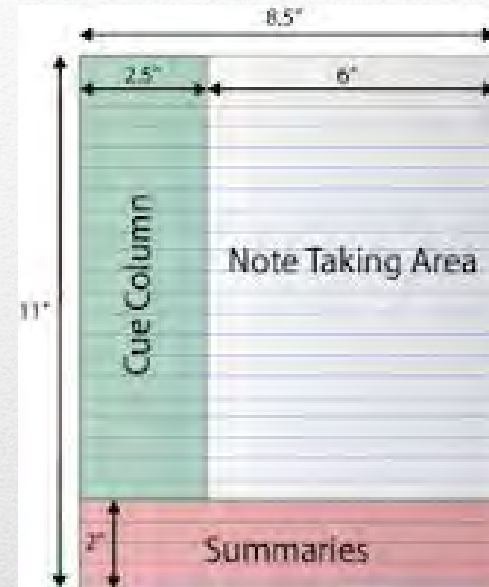 8.5"
2.5" 6"
Cue Column
Note Taking Area
11"
2"
Summaries